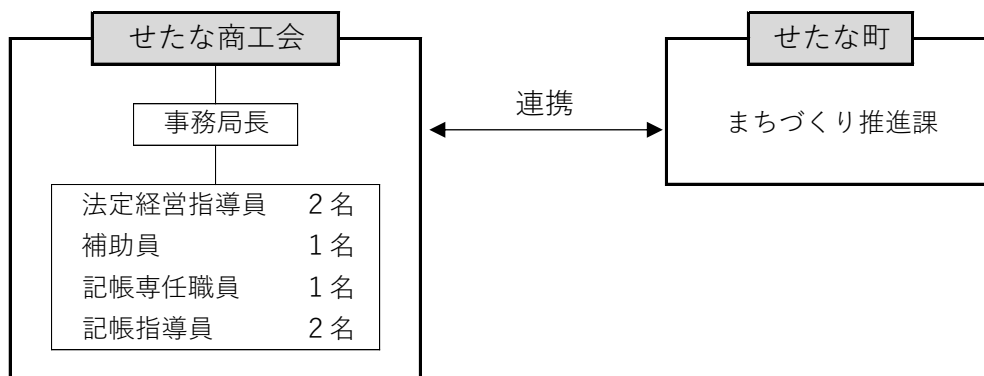 せたな商工会
事務局長
法定経営指導員 2名
補助員 1名
記帳専任職員 1名
記帳指導員 2名
連携
せたな町
まちづくり推進課